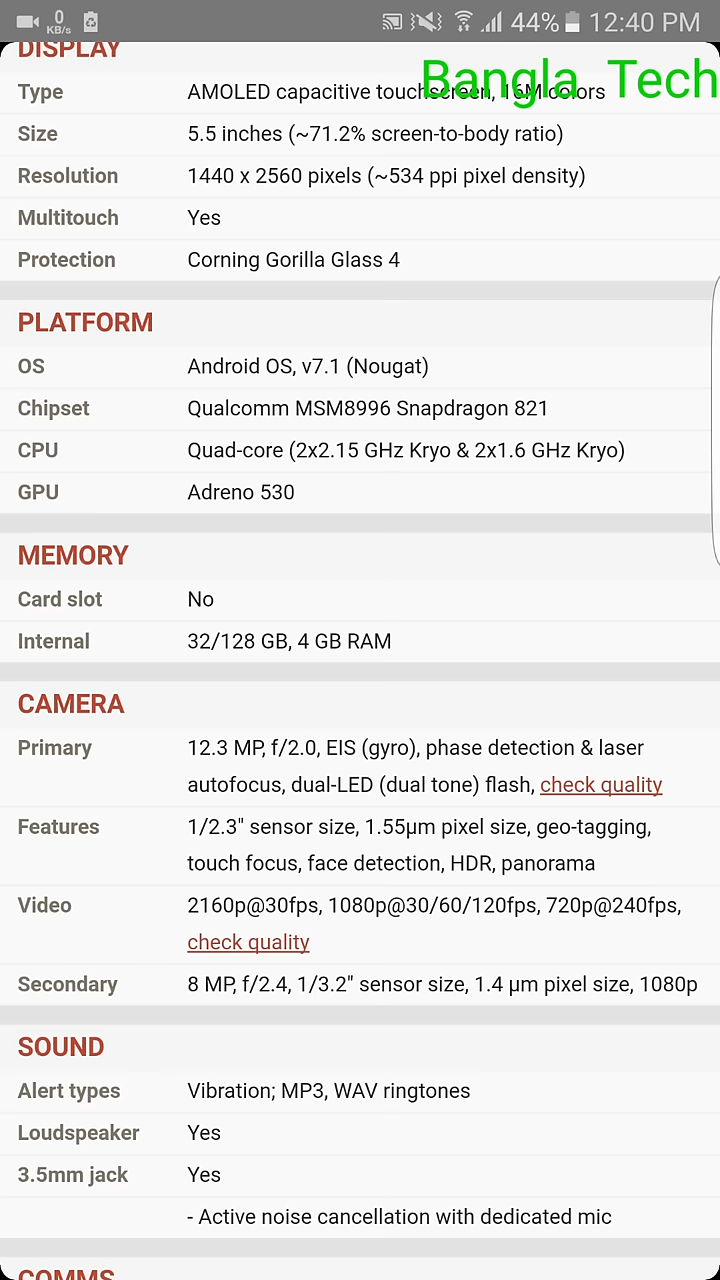 0
KB/s
44%
12:40 PM
DISPLAY
Bangla Tech
Type AMOLED capacitive touchscreen, 16M colors
Size 5.5 inches (~71.2% screen-to-body ratio)
Resolution 1440 x 2560 pixels (~534 ppi pixel density)
Multitouch Yes
Protection Corning Gorilla Glass 4
PLATFORM
OS Android OS, v7.1 (Nougat)
Chipset Qualcomm MSM8996 Snapdragon 821
CPU Quad-core (2x2.15 GHz Kryo & 2x1.6 GHz Kryo)
GPU Adreno 530
MEMORY
Card slot No
Internal 32/128 GB, 4 GB RAM
CAMERA
Primary 12.3 MP, f/2.0, EIS (gyro), phase detection & laser
autofocus, dual-LED (dual tone) flash, check quality
Features 1/2.3" sensor size, 1.55µm pixel size, geo-tagging,
touch focus, face detection, HDR, panorama
Video 2160p@30fps, 1080p@30/60/120fps, 720p@240fps,
check quality
Secondary 8 MP, f/2.4, 1/3.2" sensor size, 1.4 µm pixel size, 1080p
SOUND
Alert types Vibration; MP3, WAV ringtones
Loudspeaker Yes
3.5mm jack Yes
- Active noise cancellation with dedicated mic
COMMS